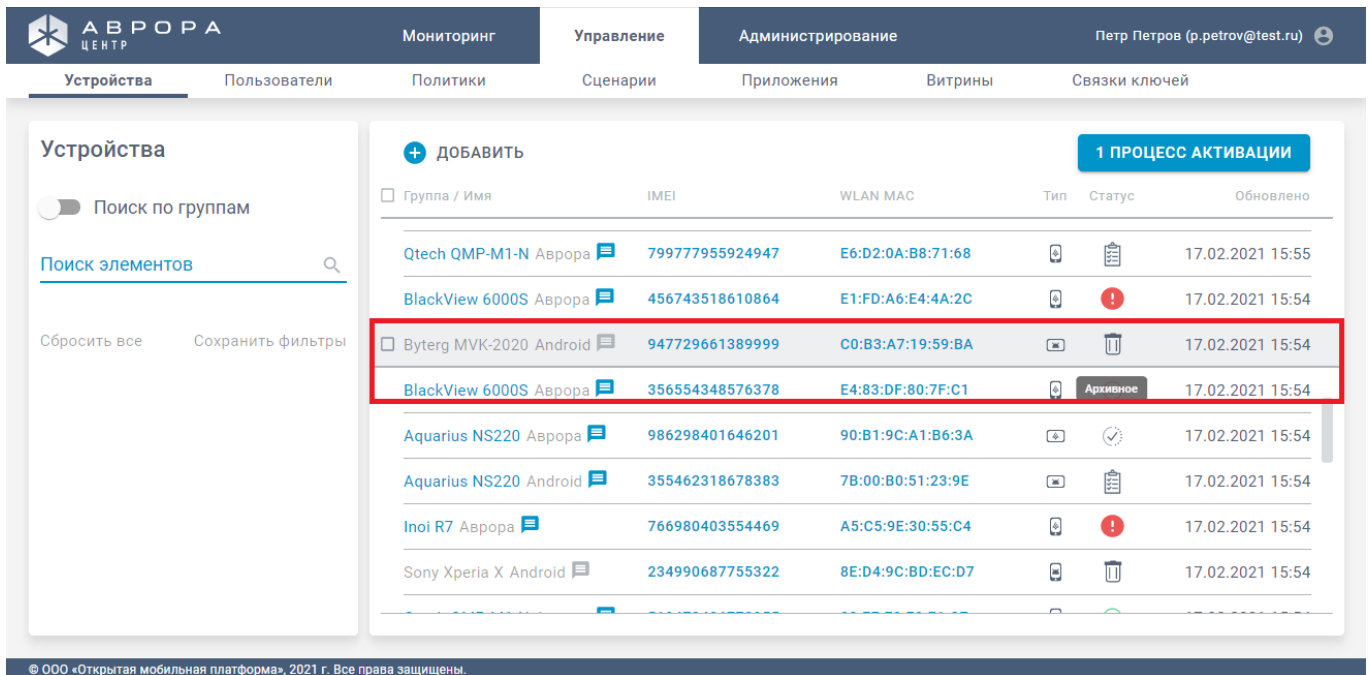 АВРОРА
ЦЕНТР
Мониторинг Управление Администрирование Петр Петров (p.petrov@test.ru)
Устройства Пользователи Политики Сценарии Приложения Витрины Связки ключей
Устройства
Поиск по группам
Поиск элементов
Сбросить все Сохранить фильтры
ДОБАВИТЬ 1 ПРОЦЕСС АКТИВАЦИИ
Группа / Имя IMEI WLAN MAC Тип Статус Обновлено
Qtech QMP-M1-N Аврора 799777955924947 E6:D2:0A:B8:71:68 17.02.2021 15:55
BlackView 6000S Аврора 456743518610864 E1:FD:A6:E4:4A:2C 17.02.2021 15:54
Byterg MVK-2020 Android 947729661389999 C0:B3:A7:19:59:BA 17.02.2021 15:54
BlackView 6000S Аврора 356554348576378 E4:83:DF:80:7F:C1 Архивное 17.02.2021 15:54
Aquarius NS220 Аврора 986298401646201 90:B1:9C:A1:B6:3A 17.02.2021 15:54
Aquarius NS220 Android 355462318678383 7B:00:B0:51:23:9E 17.02.2021 15:54
Inoi R7 Аврора 766980403554469 A5:C5:9E:30:55:C4 17.02.2021 15:54
Sony Xperia X Android 234990687755322 8E:D4:9C:BD:EC:D7 17.02.2021 15:54
© ООО «Открытая мобильная платформа», 2021 г. Все права защищены.